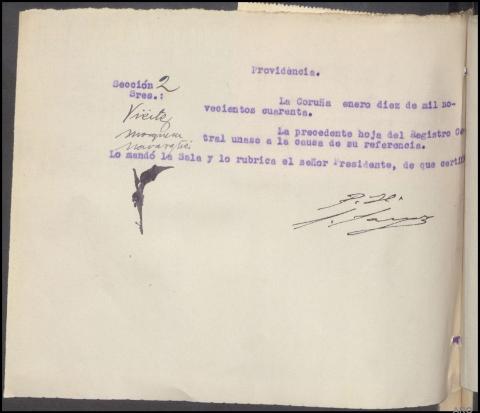 Providencia.
Sección 2
Sres.:
Vieitez
La Coruña enero diez de mil no-
vecientos cuarenta.
La precedente hoja del Registro Ce
tral unase a la causa de su referencia.
Lo mandó la Sala y lo rubrica el señor Presidente, de que certifi